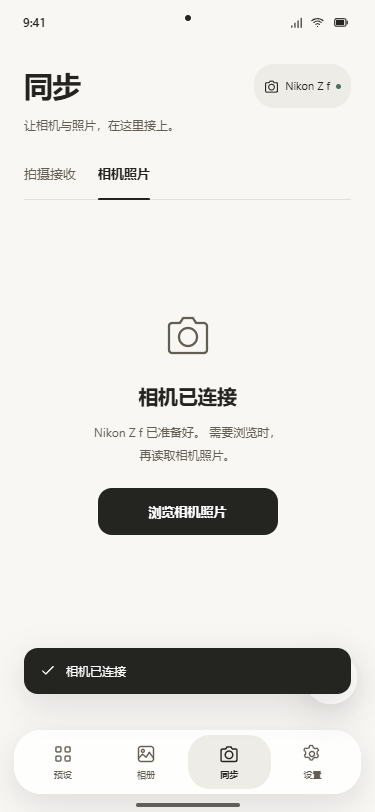 9:41
同步
Nikon Z f
让相机与照片，在这里接上。
拍摄接收
相机照片
相机已连接
Nikon Z f 已准备好。 需要浏览时，
再读取相机照片。
浏览相机照片
相机已连接
预设
相册
同步
设置